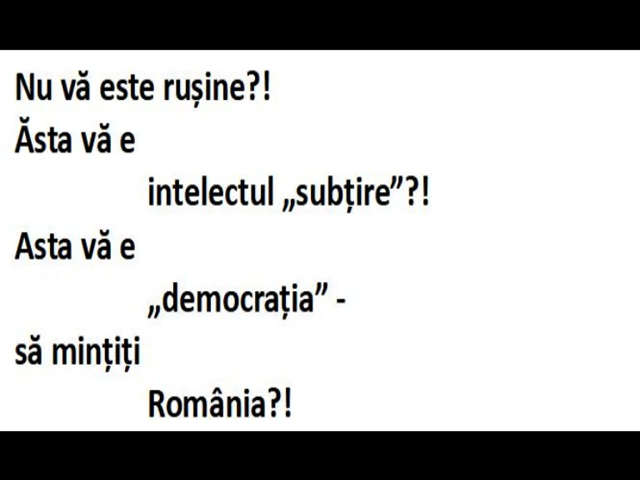 Nu vă este rușine?!
Ăsta vă e
intelectul „subțire”?!
Asta vă e
„democrația” -
să mințiți
România?!